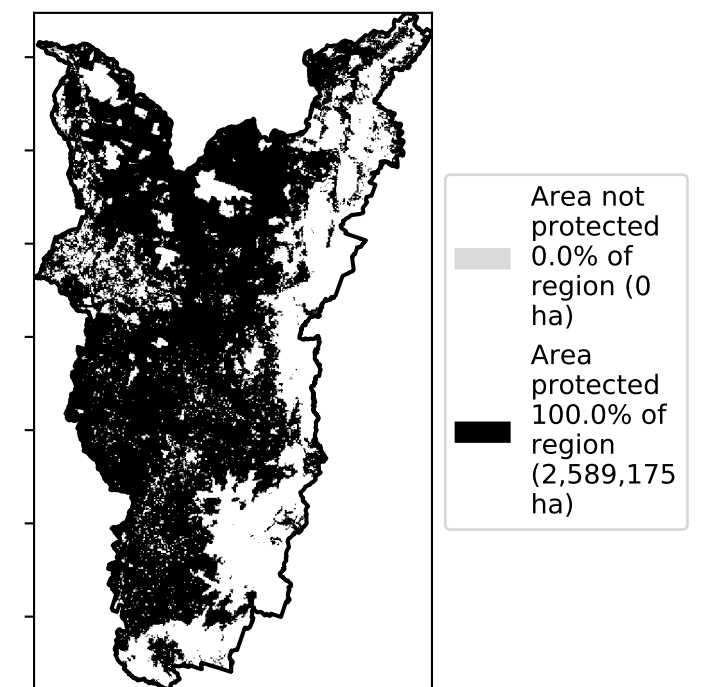 Area not
protected
0.0% of
region (0
ha)
Area
protected
100.0% of
region
(2,589,175
ha)